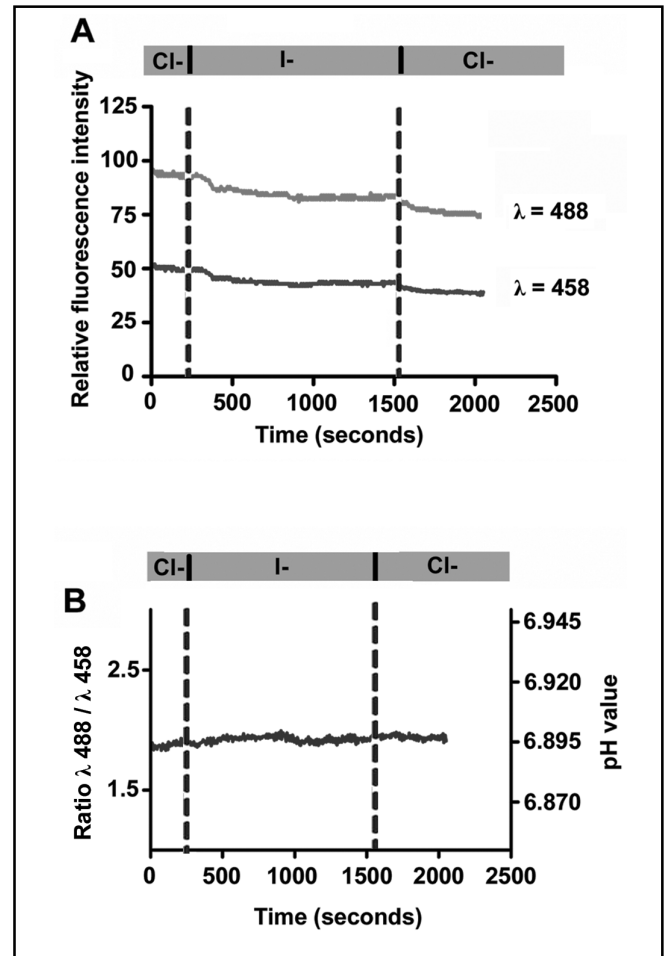 A
Cl- I- Cl-
Relative fluorescence intensity
125
100
75
50
25
0
λ = 488
λ = 458
0 500 1000 1500 2000 2500
Time (seconds)
B
Cl- I- Cl-
Ratio λ 488 / λ 458
2.5
1.5
6.945
6.920
6.895
6.870
pH value
0 500 1000 1500 2000 2500
Time (seconds)